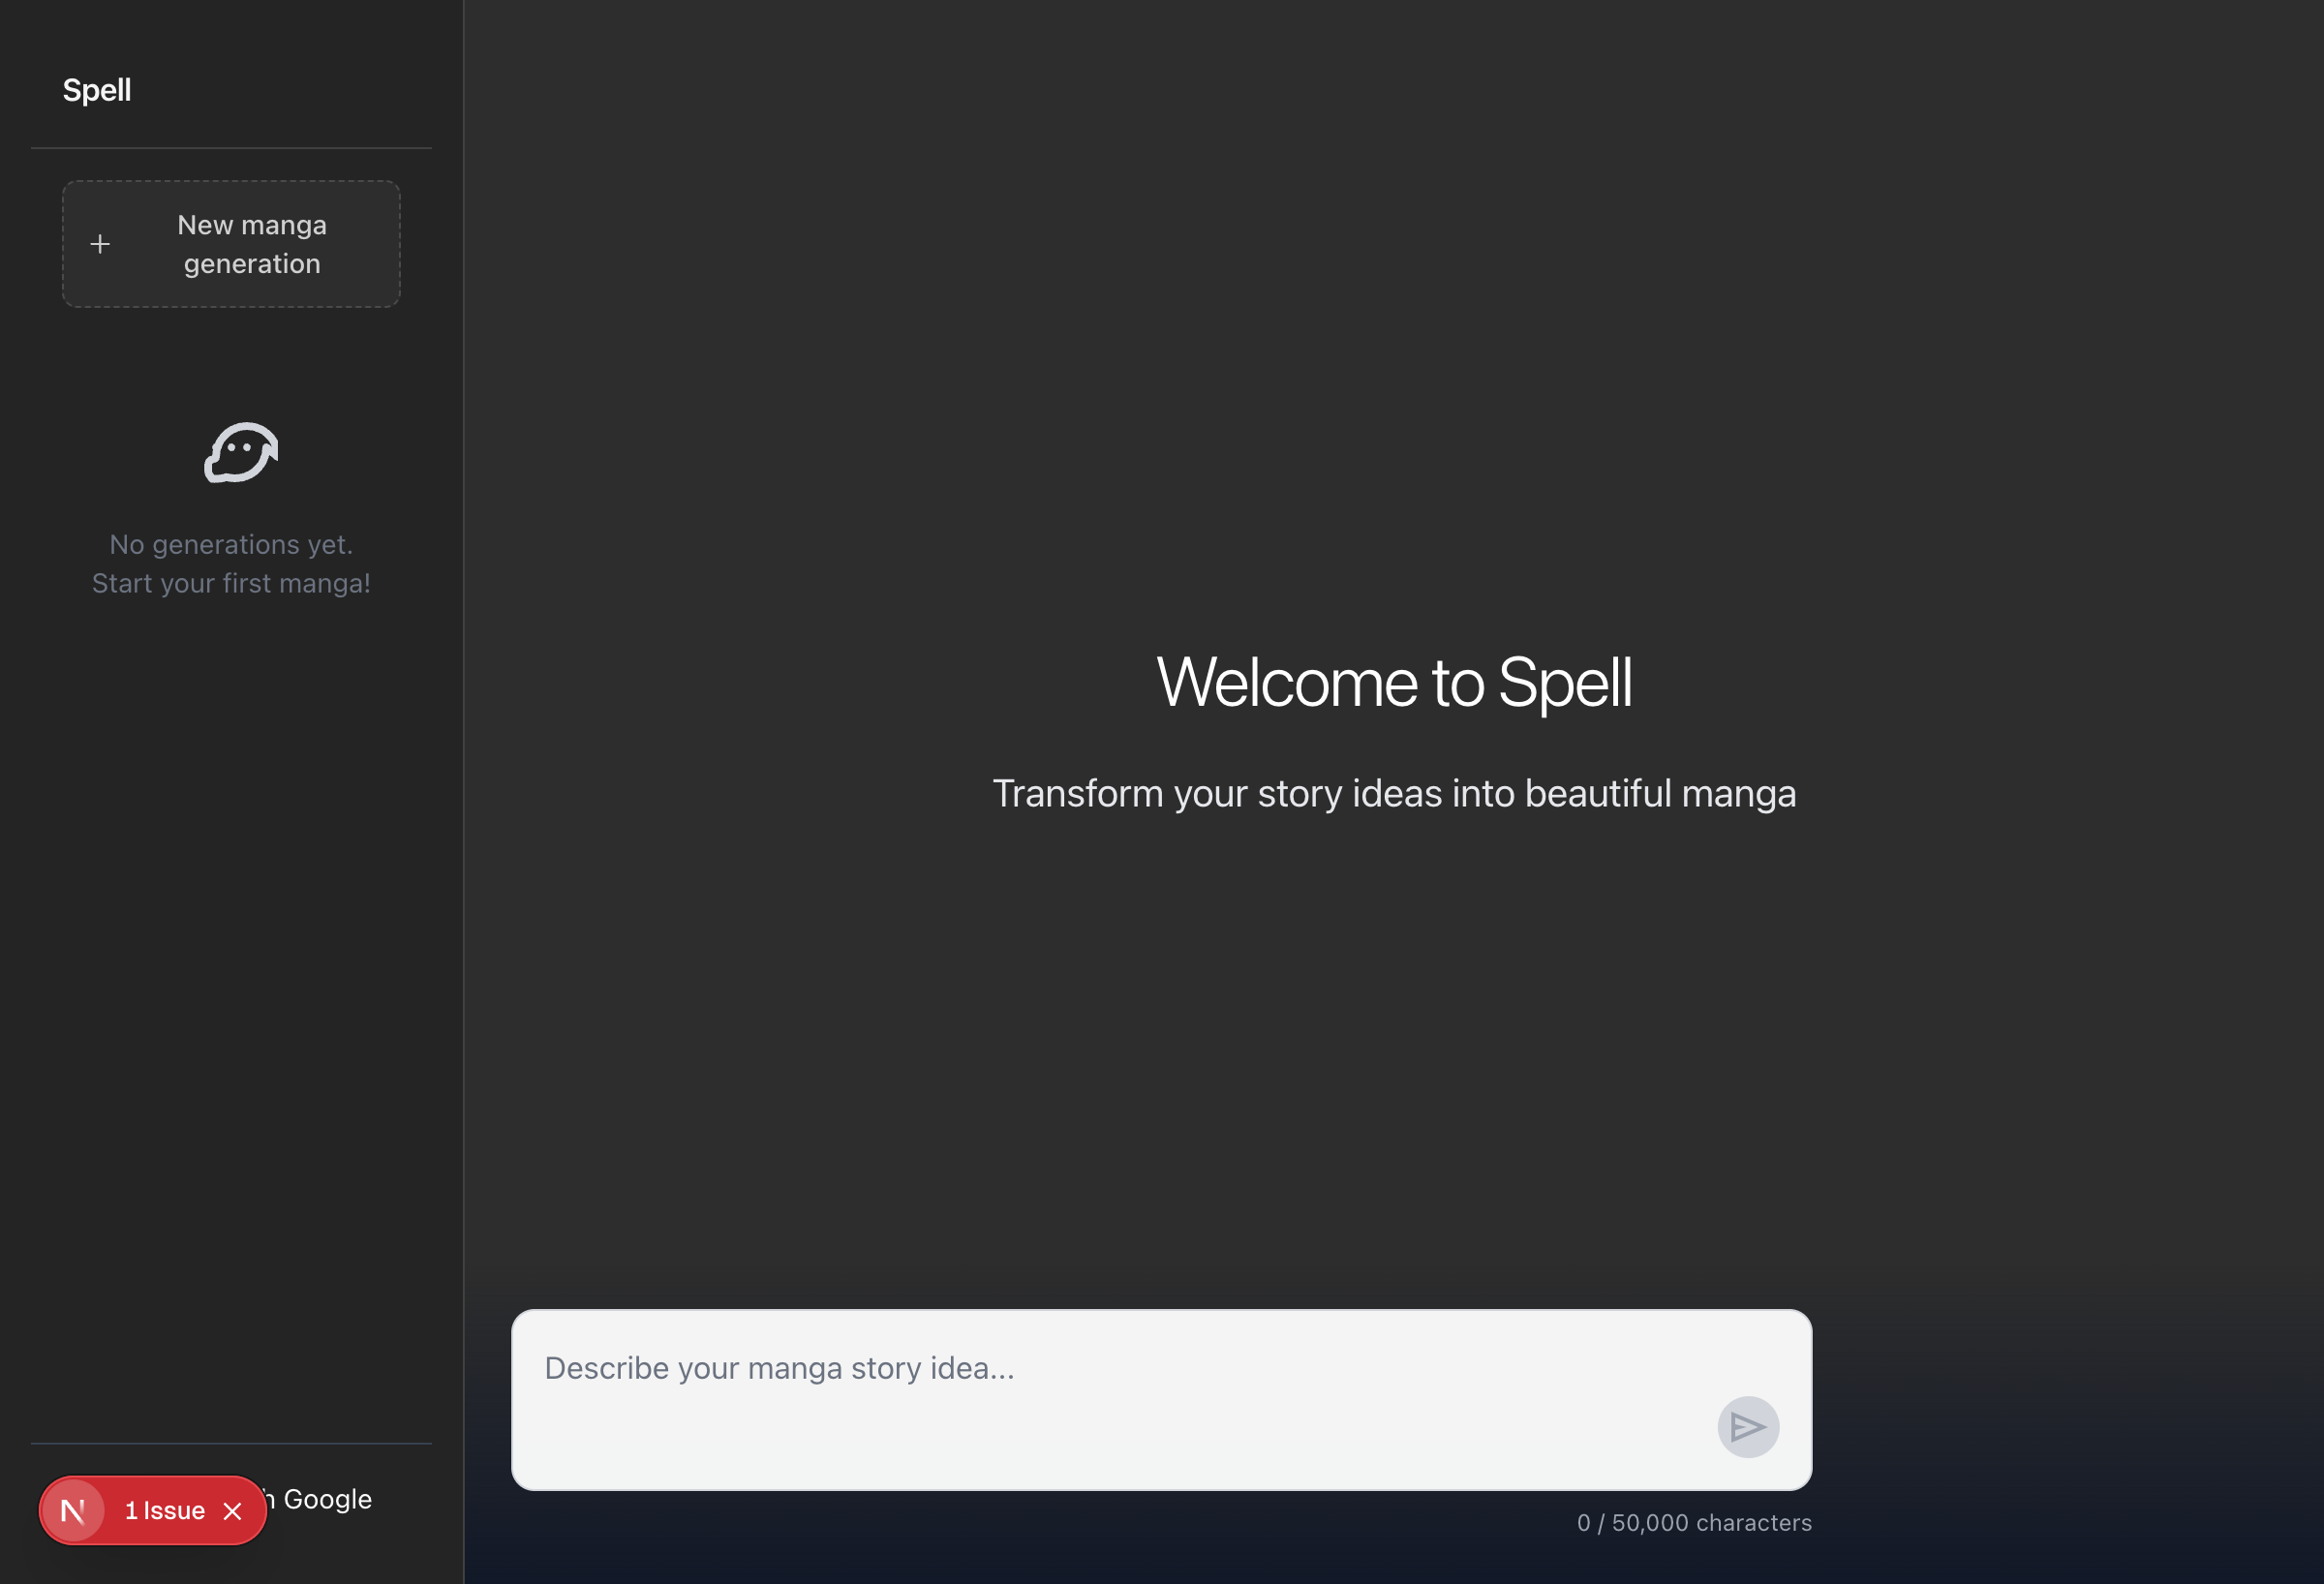 Spell
New manga
generation
No generations yet.
Start your first manga!
Welcome to Spell
Transform your story ideas into beautiful manga
Describe your manga story idea...
0 / 50,000 characters
Google
N 1 Issue